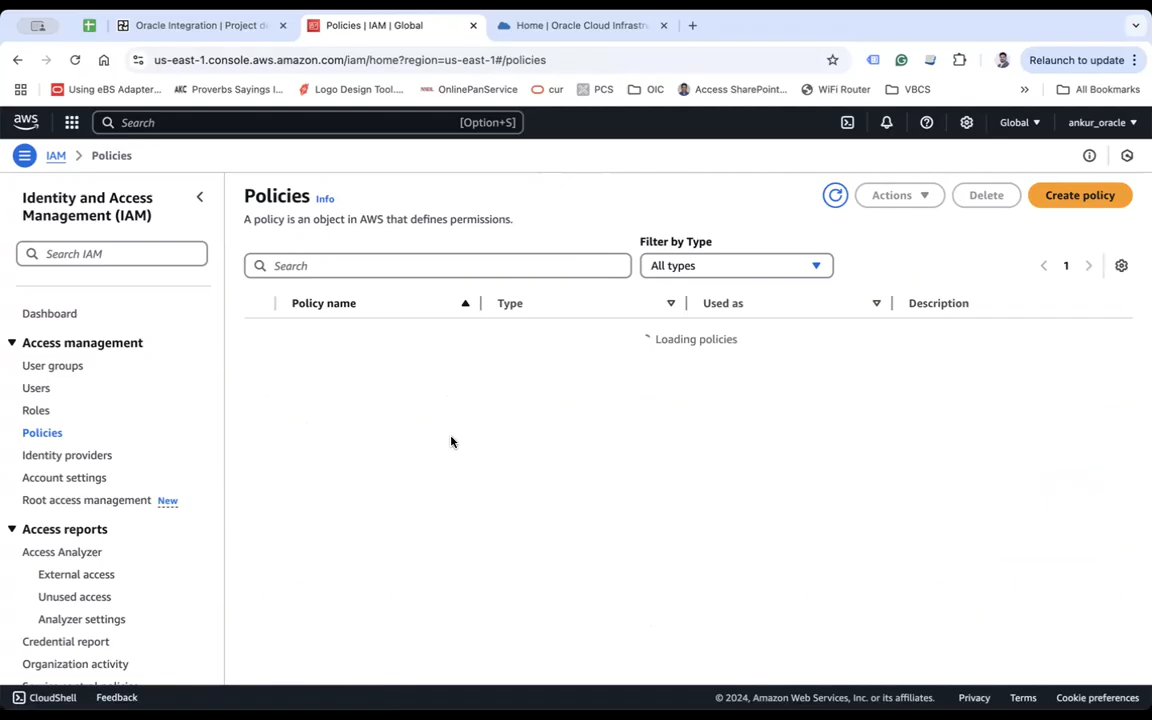 Oracle Integration | Project de
Policies | IAM | Global
Home | Oracle Cloud Infrastru
us-east-1.console.aws.amazon.com/iam/home?region=us-east-1#/policies
Relaunch to update
Using eBS Adapter...
AKC Proverbs Sayings I...
Logo Design Tool....
OnlinePanService
cur
PCS
OIC
Access SharePoint...
WiFi Router
VBCS
All Bookmarks
aws
Search
[Option+S]
Global
ankur_oracle
IAM > Policies
Identity and Access
Management (IAM)
Search IAM
Dashboard
Access management
User groups
Users
Roles
Policies
Identity providers
Account settings
Root access management New
Access reports
Access Analyzer
External access
Unused access
Analyzer settings
Credential report
Organization activity
Policies Info
A policy is an object in AWS that defines permissions.
Actions
Delete
Create policy
Filter by Type
Search
All types
1
Policy name
Type
Used as
Description
Loading policies
CloudShell
Feedback
© 2024, Amazon Web Services, Inc. or its affiliates.
Privacy
Terms
Cookie preferences